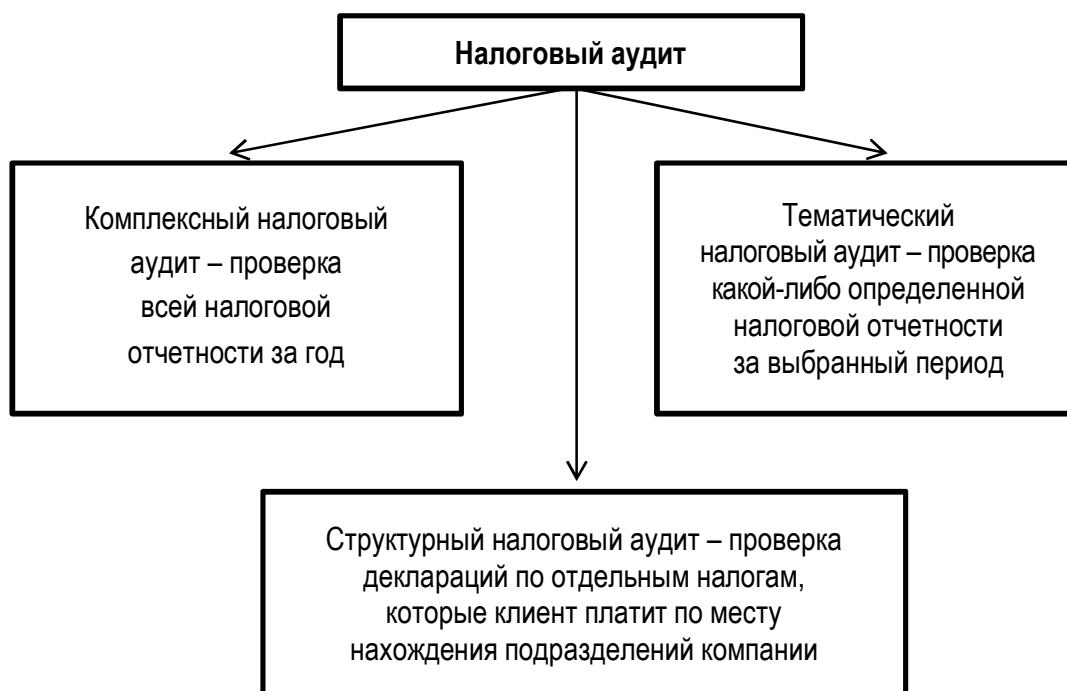 Налоговый аудит
Комплексный налоговый
аудит – проверка
всей налоговой
отчетности за год
Тематический
налоговый аудит – проверка
какой-либо определенной
налоговой отчетности
за выбранный период
Структурный налоговый аудит – проверка
деклараций по отдельным налогам,
которые клиент платит по месту
нахождения подразделений компании